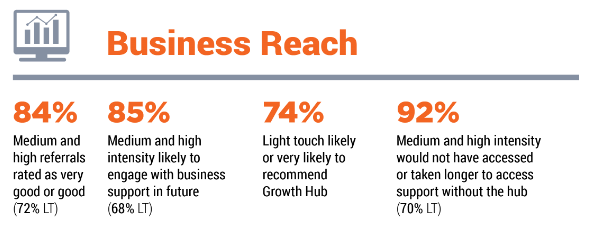 Business Reach
84%
Medium and
high referrals
rated as very
good or good
(72% LT)
85%
Medium and high
intensity likely to
engage with business
support in future
(68% LT)
74%
Light touch likely
or very likely to
recommend
Growth Hub
92%
Medium and high intensity
would not have accessed
or taken longer to access
support without the hub
(70% LT)